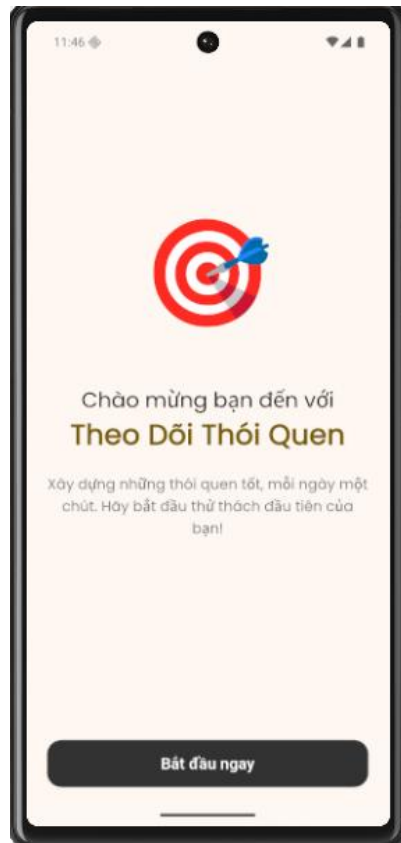 11:46
Chào mừng bạn đến với
Theo Dõi Thói Quen
Xây dựng những thói quen tốt, mỗi ngày một
chút. Hãy bắt đầu thử thách đầu tiên của
bạn!
Bắt đầu ngay